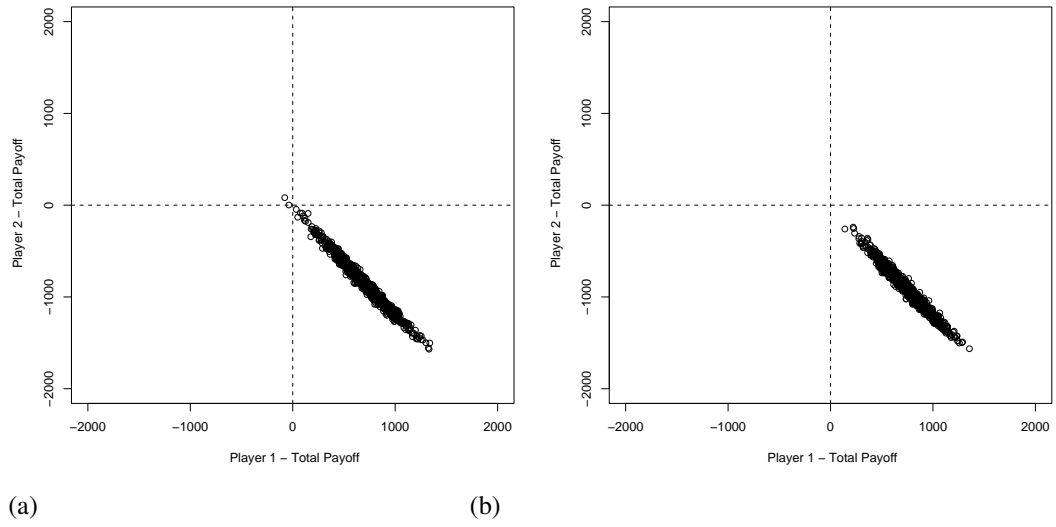 2000
1000
0
−1000
−2000
Player 2 − Total Payoff
−2000 −1000 0 1000 2000
Player 1 − Total Payoff
(a)
2000
1000
0
−1000
−2000
Player 2 − Total Payoff
−2000 −1000 0 1000 2000
Player 1 − Total Payoff
(b)